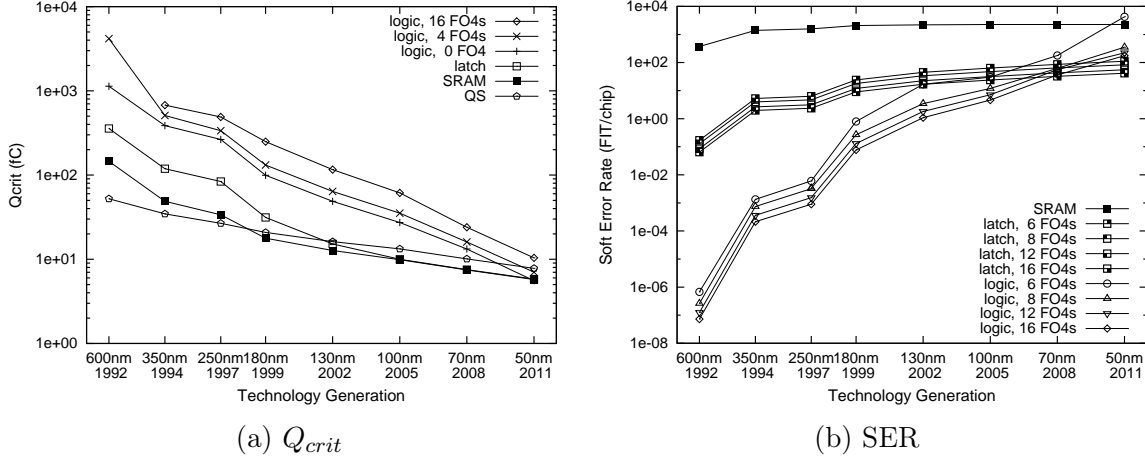 logic, 16 FO4s
logic, 4 FO4s
logic, 0 FO4
latch
SRAM
QS
1e+04
1e+03
1e+02
1e+01
1e+00
Qcrit (fC)
600nm 350nm 250nm 180nm 130nm 100nm 70nm 50nm
1992 1994 1997 1999 2002 2005 2008 2011
Technology Generation
(a) Qcrit
1e+04
1e+02
1e+00
1e-02
1e-04
1e-06
1e-08
Soft Error Rate (FIT/chip)
SRAM
latch, 6 FO4s
latch, 8 FO4s
latch, 12 FO4s
latch, 16 FO4s
logic, 6 FO4s
logic, 8 FO4s
logic, 12 FO4s
logic, 16 FO4s
600nm 350nm 250nm 180nm 130nm 100nm 70nm 50nm
1992 1994 1997 1999 2002 2005 2008 2011
Technology Generation
(b) SER